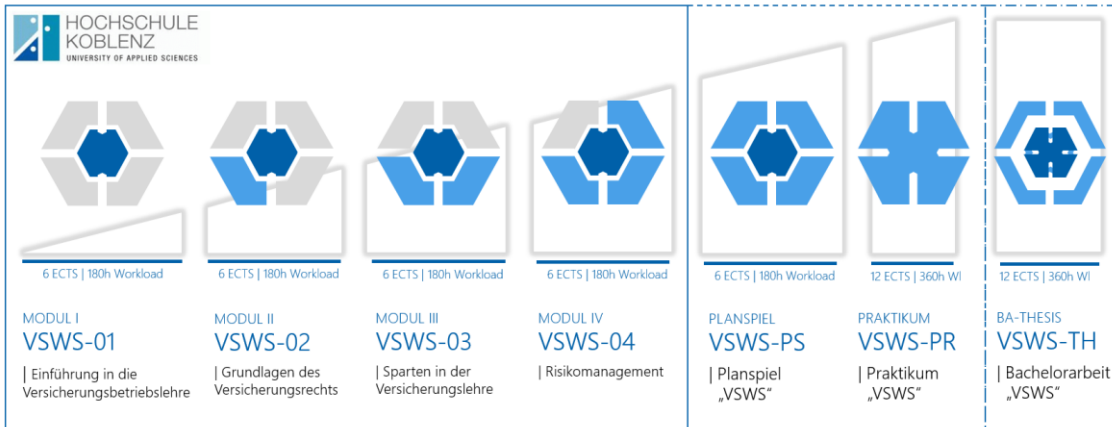 HOCHSCHULE
KOBLENZ
UNIVERSITY OF APPLIED SCIENCES
6 ECTS | 180h Workload
MODUL I
VSWS-01
| Einführung in die
Versicherungsbetriebslehre
6 ECTS | 180h Workload
MODUL II
VSWS-02
| Grundlagen des
Versicherungsrechts
6 ECTS | 180h Workload
MODUL III
VSWS-03
| Sparten in der
Versicherungslehre
6 ECTS | 180h Workload
MODUL IV
VSWS-04
| Risikomanagement
6 ECTS | 180h Workload
PLANSPIEL
VSWS-PS
| Planspiel
„VSWS“
12 ECTS | 360h Wl
PRAKTIKUM
VSWS-PR
| Praktikum
„VSWS“
12 ECTS | 360h Wl
BA-THESIS
VSWS-TH
| Bachelorarbeit
„VSWS“